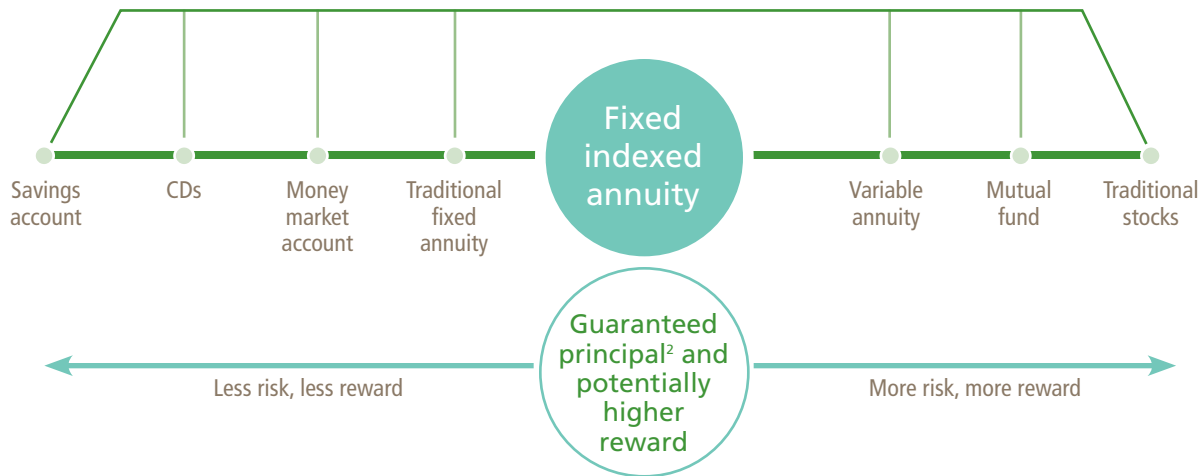 Fixed
indexed
annuity
Savings
account
CDs
Money
market
account
Traditional
fixed
annuity
Variable
annuity
Mutual
fund
Traditional
stocks
Guaranteed
principal² and
potentially
higher
reward
Less risk, less reward
More risk, more reward